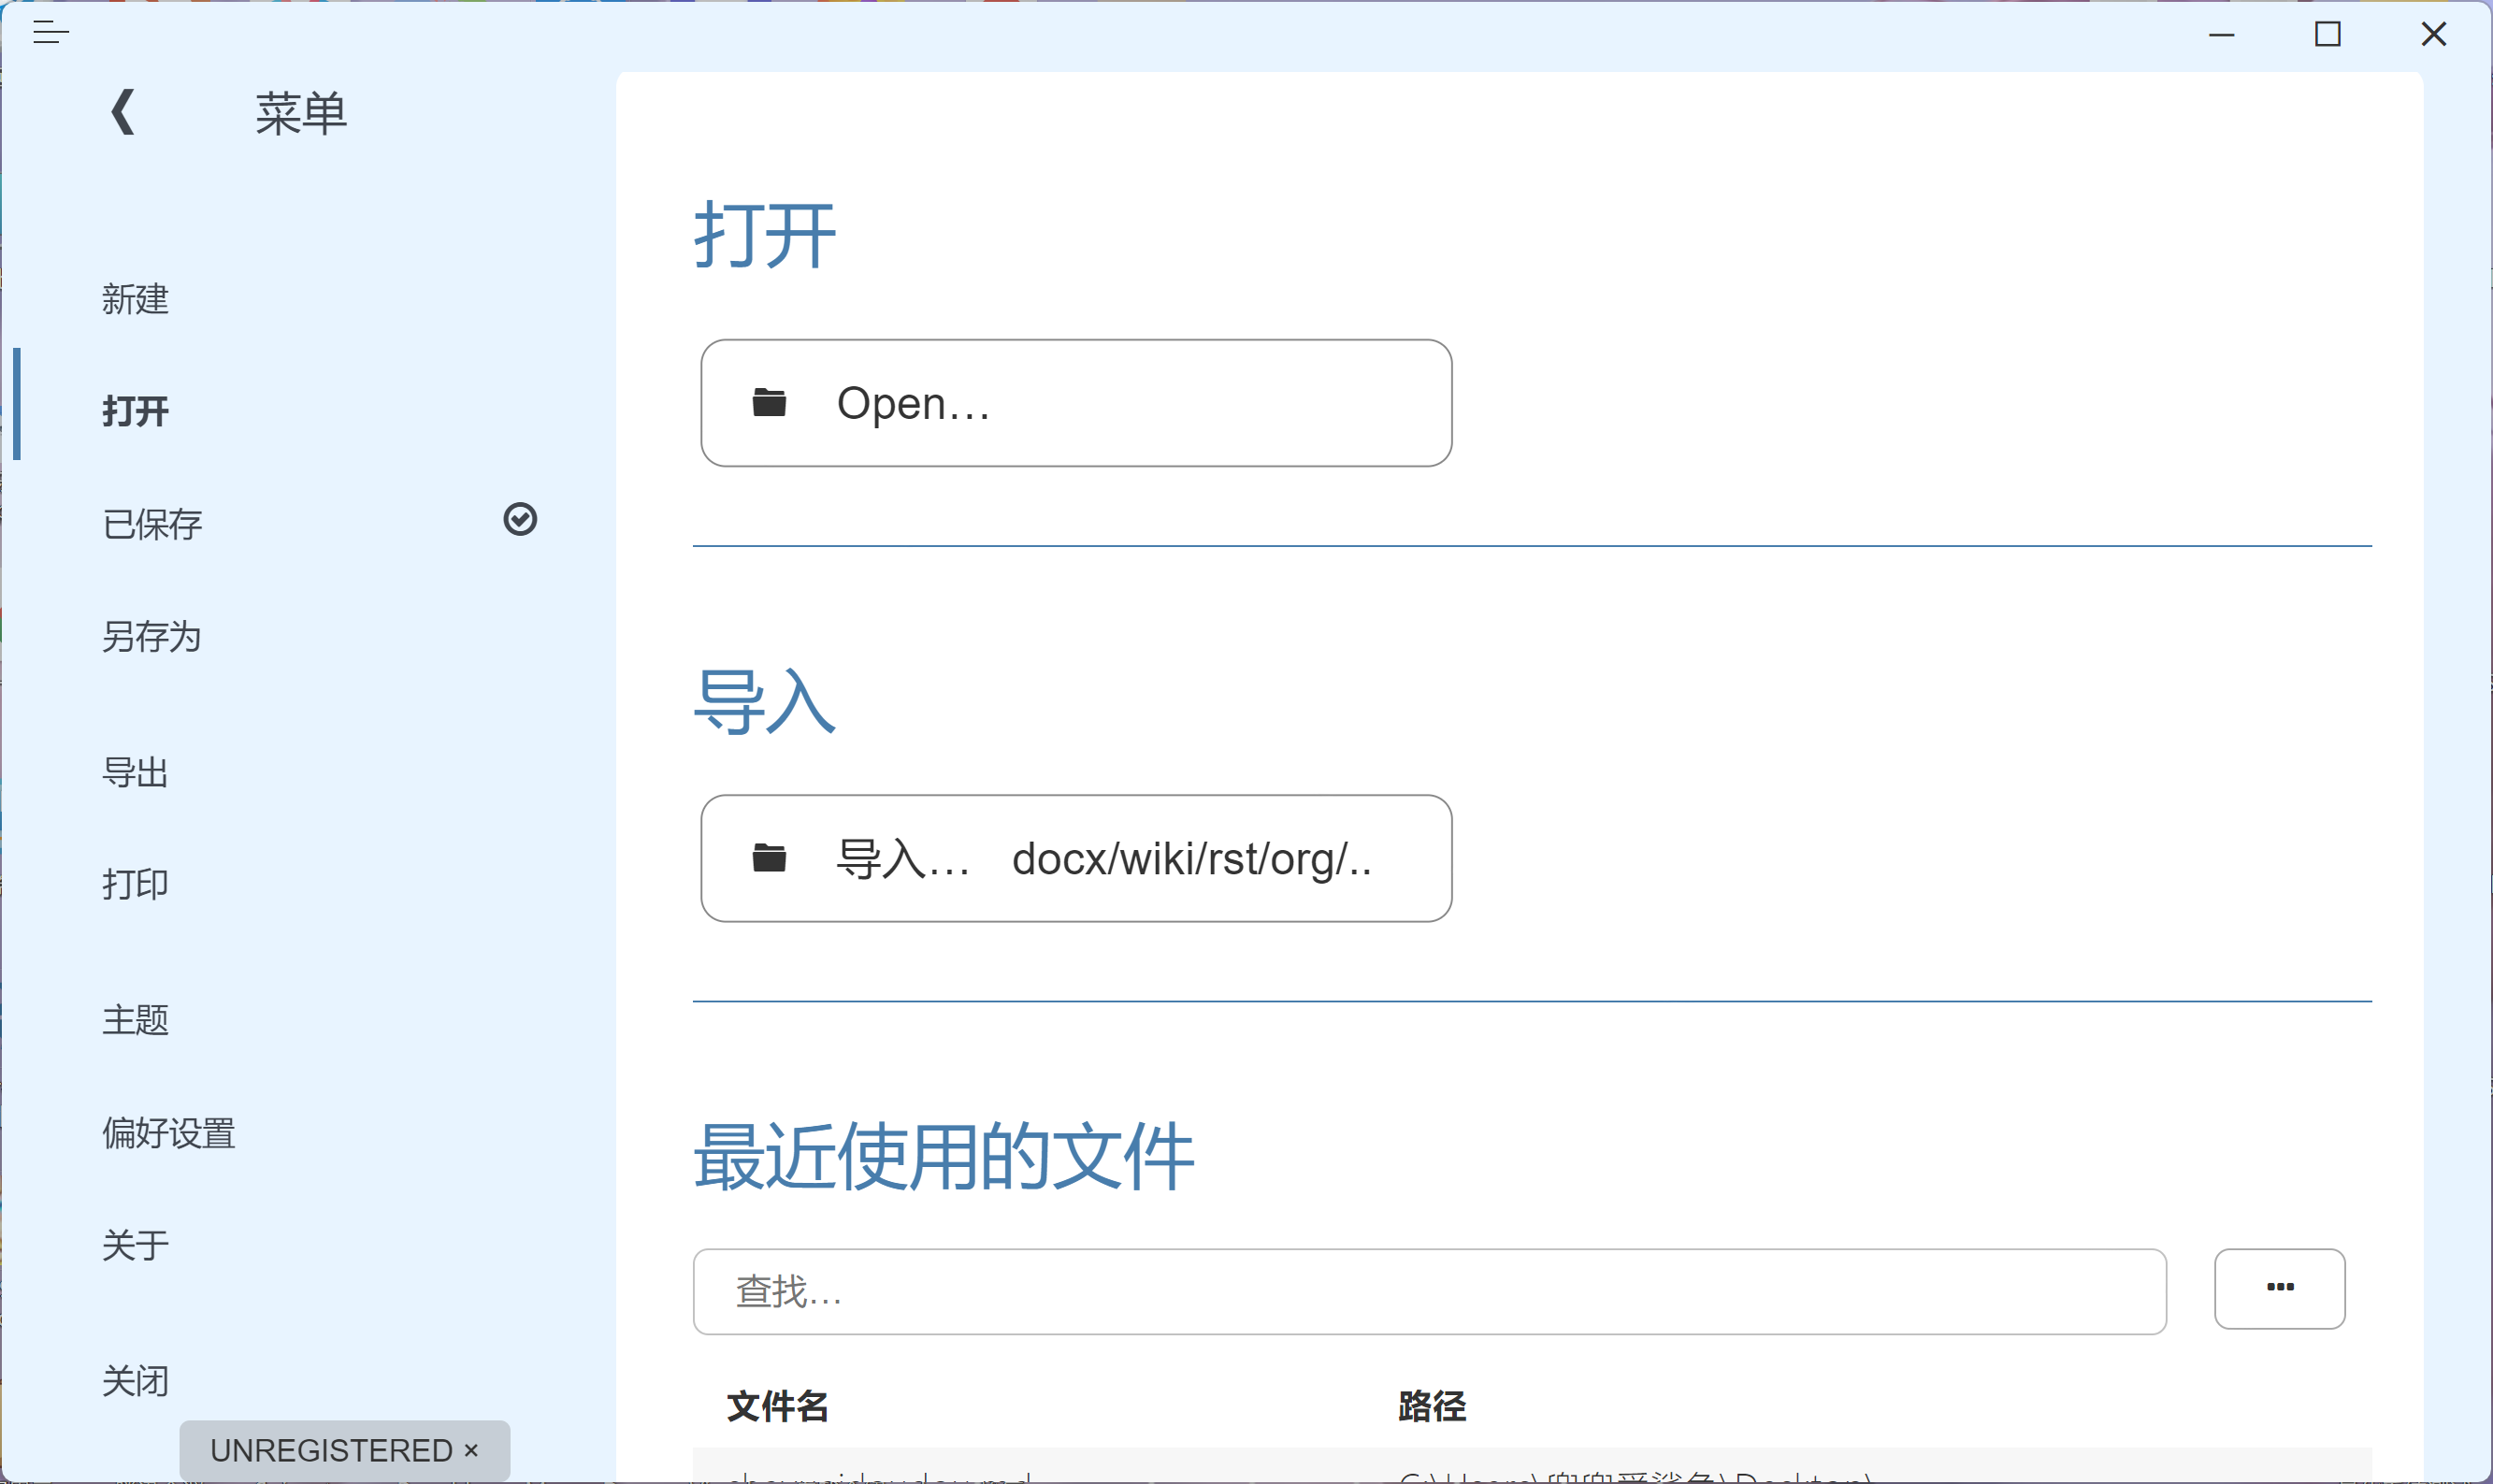 菜单
新建
打开
已保存
另存为
导出
打印
主题
偏好设置
关于
关闭
UNREGISTERED ×
打开
Open...
导入
导入... docx/wiki/rst/org/..
最近使用的文件
查找...
文件名 路径